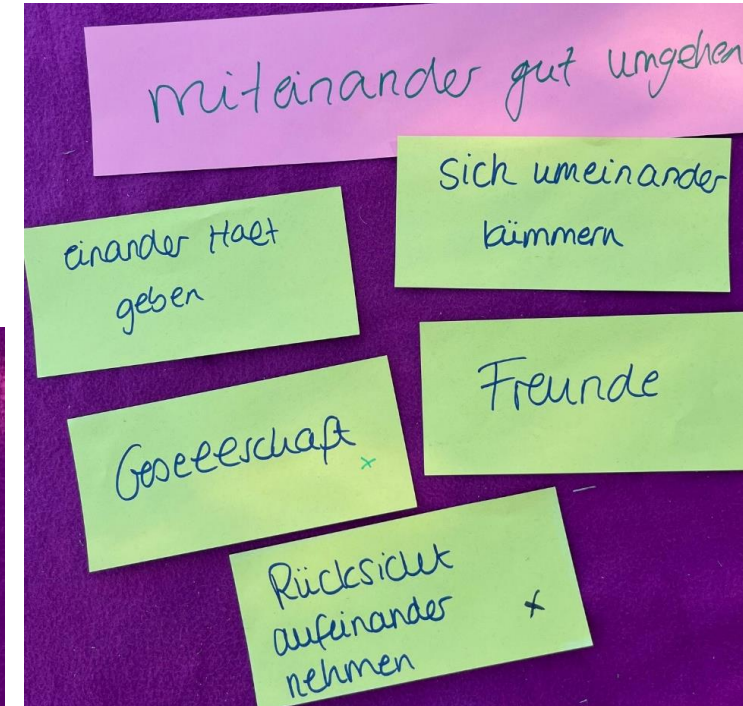 miteinander gut umgehen
sich umeinander
kümmern
einander Halt
geben
Freunde
Gesellschaft x
Rücksicht
aufeinander x
nehmen